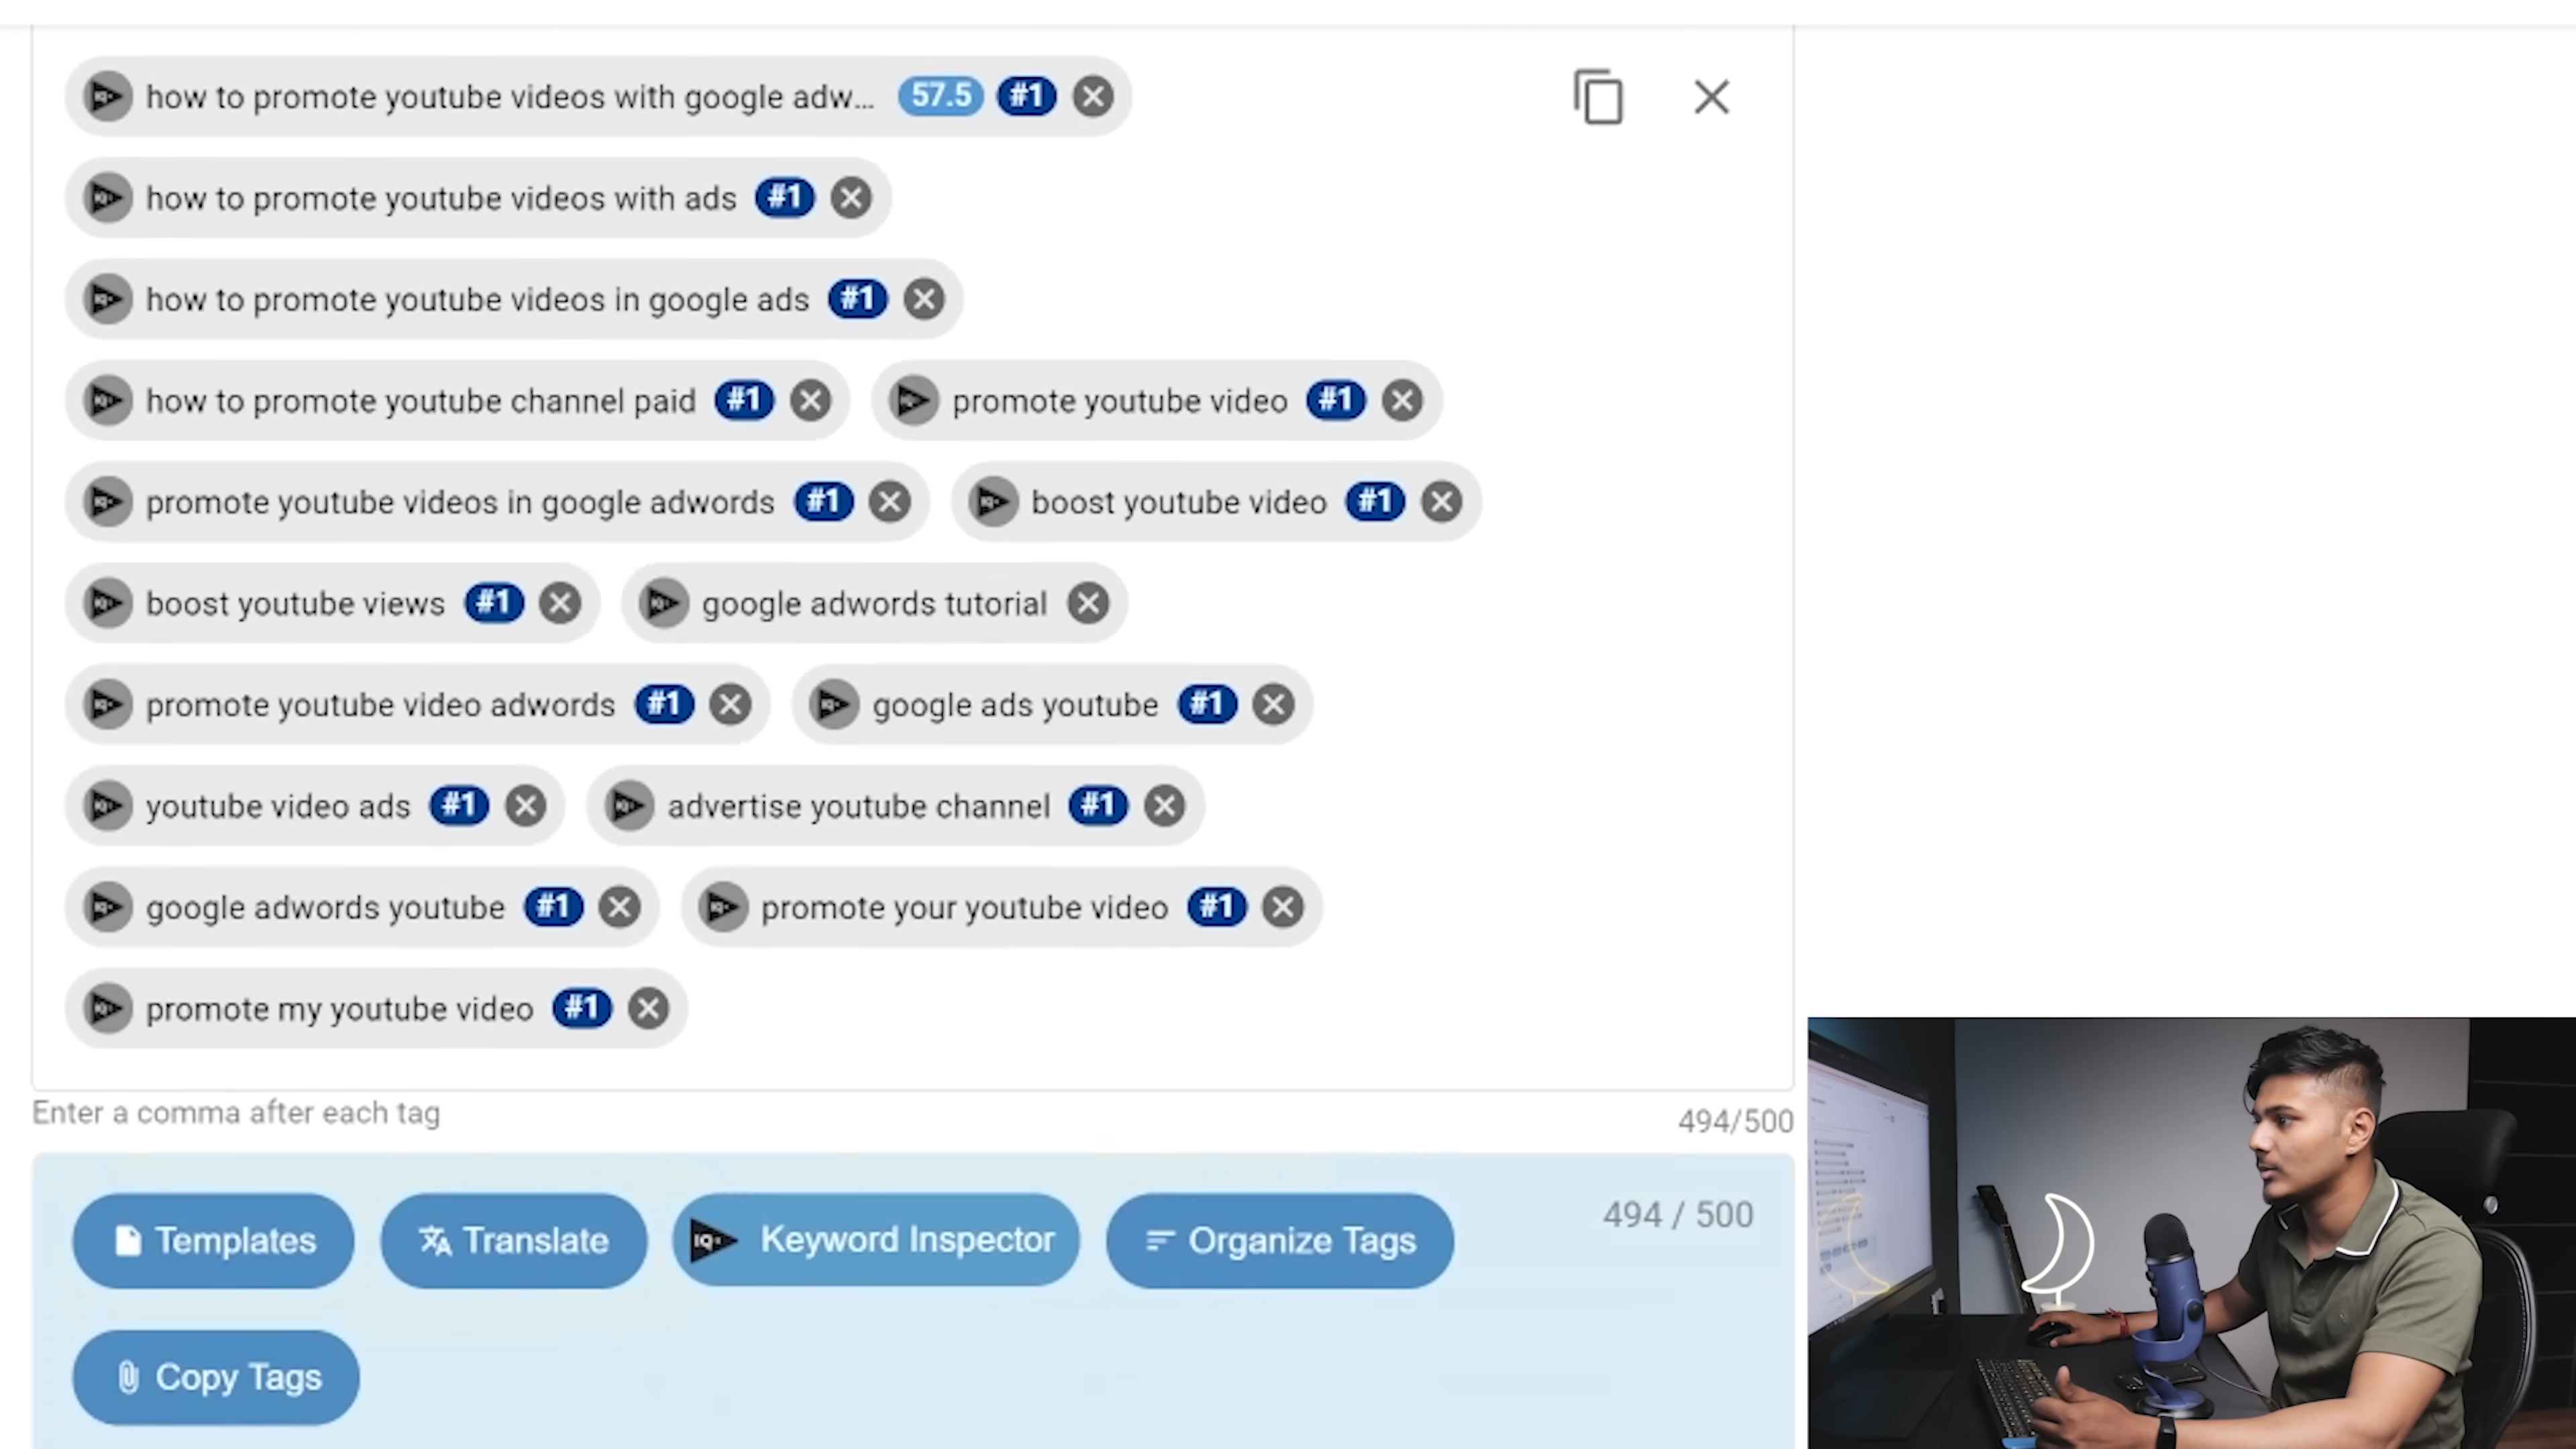 how to promote youtube videos with google adw... 57.5 #1
how to promote youtube videos with ads #1
how to promote youtube videos in google ads #1
how to promote youtube channel paid #1 promote youtube video #1
promote youtube videos in google adwords #1 boost youtube video #1
boost youtube views #1 google adwords tutorial
promote youtube video adwords #1 google ads youtube #1
youtube video ads #1 advertise youtube channel #1
google adwords youtube #1 promote your youtube video #1
promote my youtube video #1
Enter a comma after each tag 494/500
Templates Translate IQ Keyword Inspector Organize Tags 494 / 500
Copy Tags